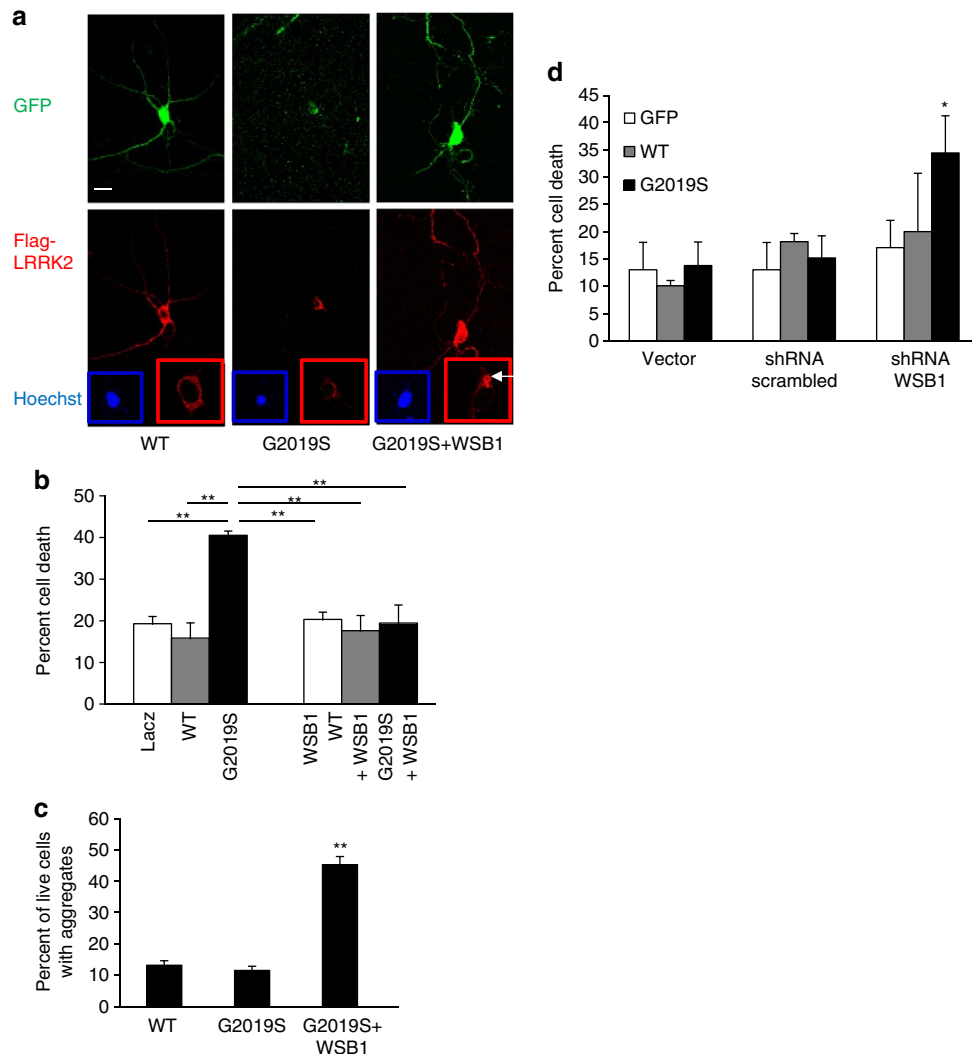 a
GFP
Flag-
LRRK2
Hoechst
WT
G2019S
G2019S+WSB1
b
Percent cell death
50
40
30
20
10
0
**
**
**
**
**
Lacz
WT
G2019S
WSB1
WT
+ WSB1
G2019S
+ WSB1
c
Percent of live cells
with aggregates
60
50
40
30
20
10
0
**
WT
G2019S
G2019S+
WSB1
d
Percent cell death
45
40
35
30
25
20
15
10
5
0
GFP
WT
G2019S
*
Vector
shRNA
scrambled
shRNA
WSB1